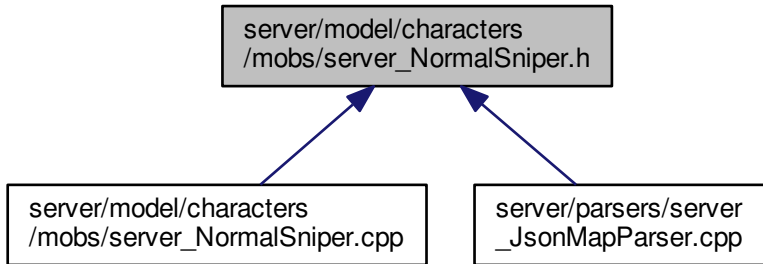 server/model/characters
/mobs/server_NormalSniper.h
server/model/characters
/mobs/server_NormalSniper.cpp
server/parsers/server
_JsonMapParser.cpp